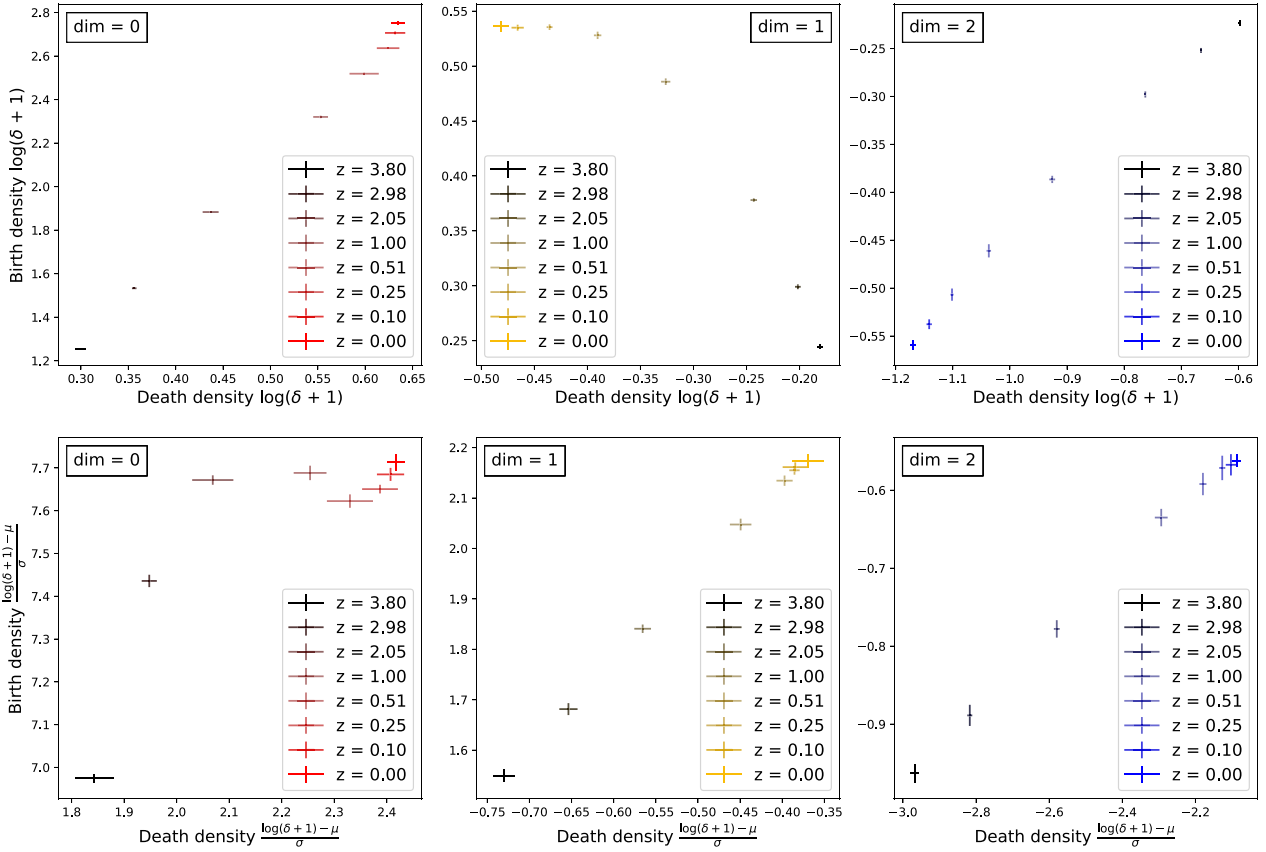 dim = 0
Birth density log(δ + 1)
2.8
2.6
2.4
2.2
2.0
1.8
1.6
1.4
1.2
z = 3.80
z = 2.98
z = 2.05
z = 1.00
z = 0.51
z = 0.25
z = 0.10
z = 0.00
0.30 0.35 0.40 0.45 0.50 0.55 0.60 0.65
Death density log(δ + 1)
dim = 1
0.55
0.50
0.45
0.40
0.35
0.30
0.25
z = 3.80
z = 2.98
z = 2.05
z = 1.00
z = 0.51
z = 0.25
z = 0.10
z = 0.00
−0.50 −0.45 −0.40 −0.35 −0.30 −0.25 −0.20
Death density log(δ + 1)
dim = 2
−0.25
−0.30
−0.35
−0.40
−0.45
−0.50
−0.55
z = 3.80
z = 2.98
z = 2.05
z = 1.00
z = 0.51
z = 0.25
z = 0.10
z = 0.00
−1.2 −1.1 −1.0 −0.9 −0.8 −0.7 −0.6
Death density log(δ + 1)
dim = 0
Birth density log(δ + 1) − μ / σ
7.7
7.6
7.5
7.4
7.3
7.2
7.1
7.0
z = 3.80
z = 2.98
z = 2.05
z = 1.00
z = 0.51
z = 0.25
z = 0.10
z = 0.00
1.8 1.9 2.0 2.1 2.2 2.3 2.4
Death density log(δ + 1) − μ / σ
dim = 1
2.2
2.1
2.0
1.9
1.8
1.7
1.6
z = 3.80
z = 2.98
z = 2.05
z = 1.00
z = 0.51
z = 0.25
z = 0.10
z = 0.00
−0.75 −0.70 −0.65 −0.60 −0.55 −0.50 −0.45 −0.40 −0.35
Death density log(δ + 1) − μ / σ
dim = 2
−0.6
−0.7
−0.8
−0.9
z = 3.80
z = 2.98
z = 2.05
z = 1.00
z = 0.51
z = 0.25
z = 0.10
z = 0.00
−3.0 −2.8 −2.6 −2.4 −2.2
Death density log(δ + 1) − μ / σ